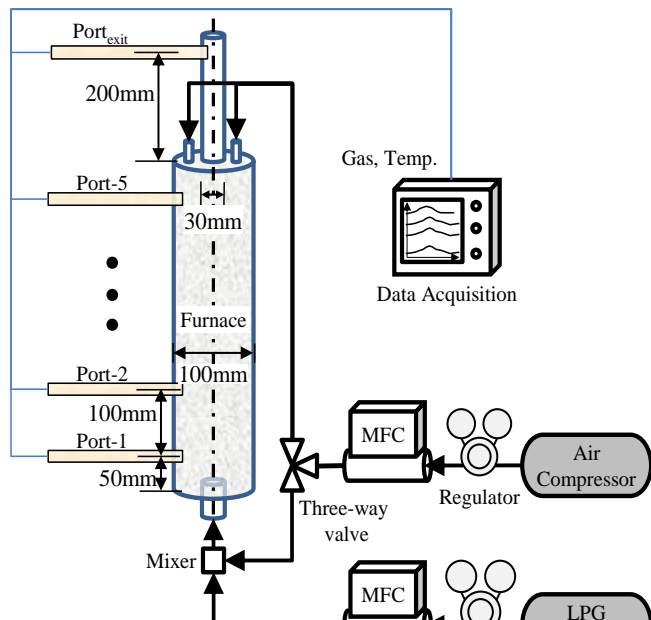 Port_exit
200mm
Gas, Temp.
Port-5
30mm
Data Acquisition
Furnace
Port-2
100mm
100mm
MFC
Air
Compressor
Port-1
50mm
Regulator
Three-way
valve
Mixer
MFC
LPG